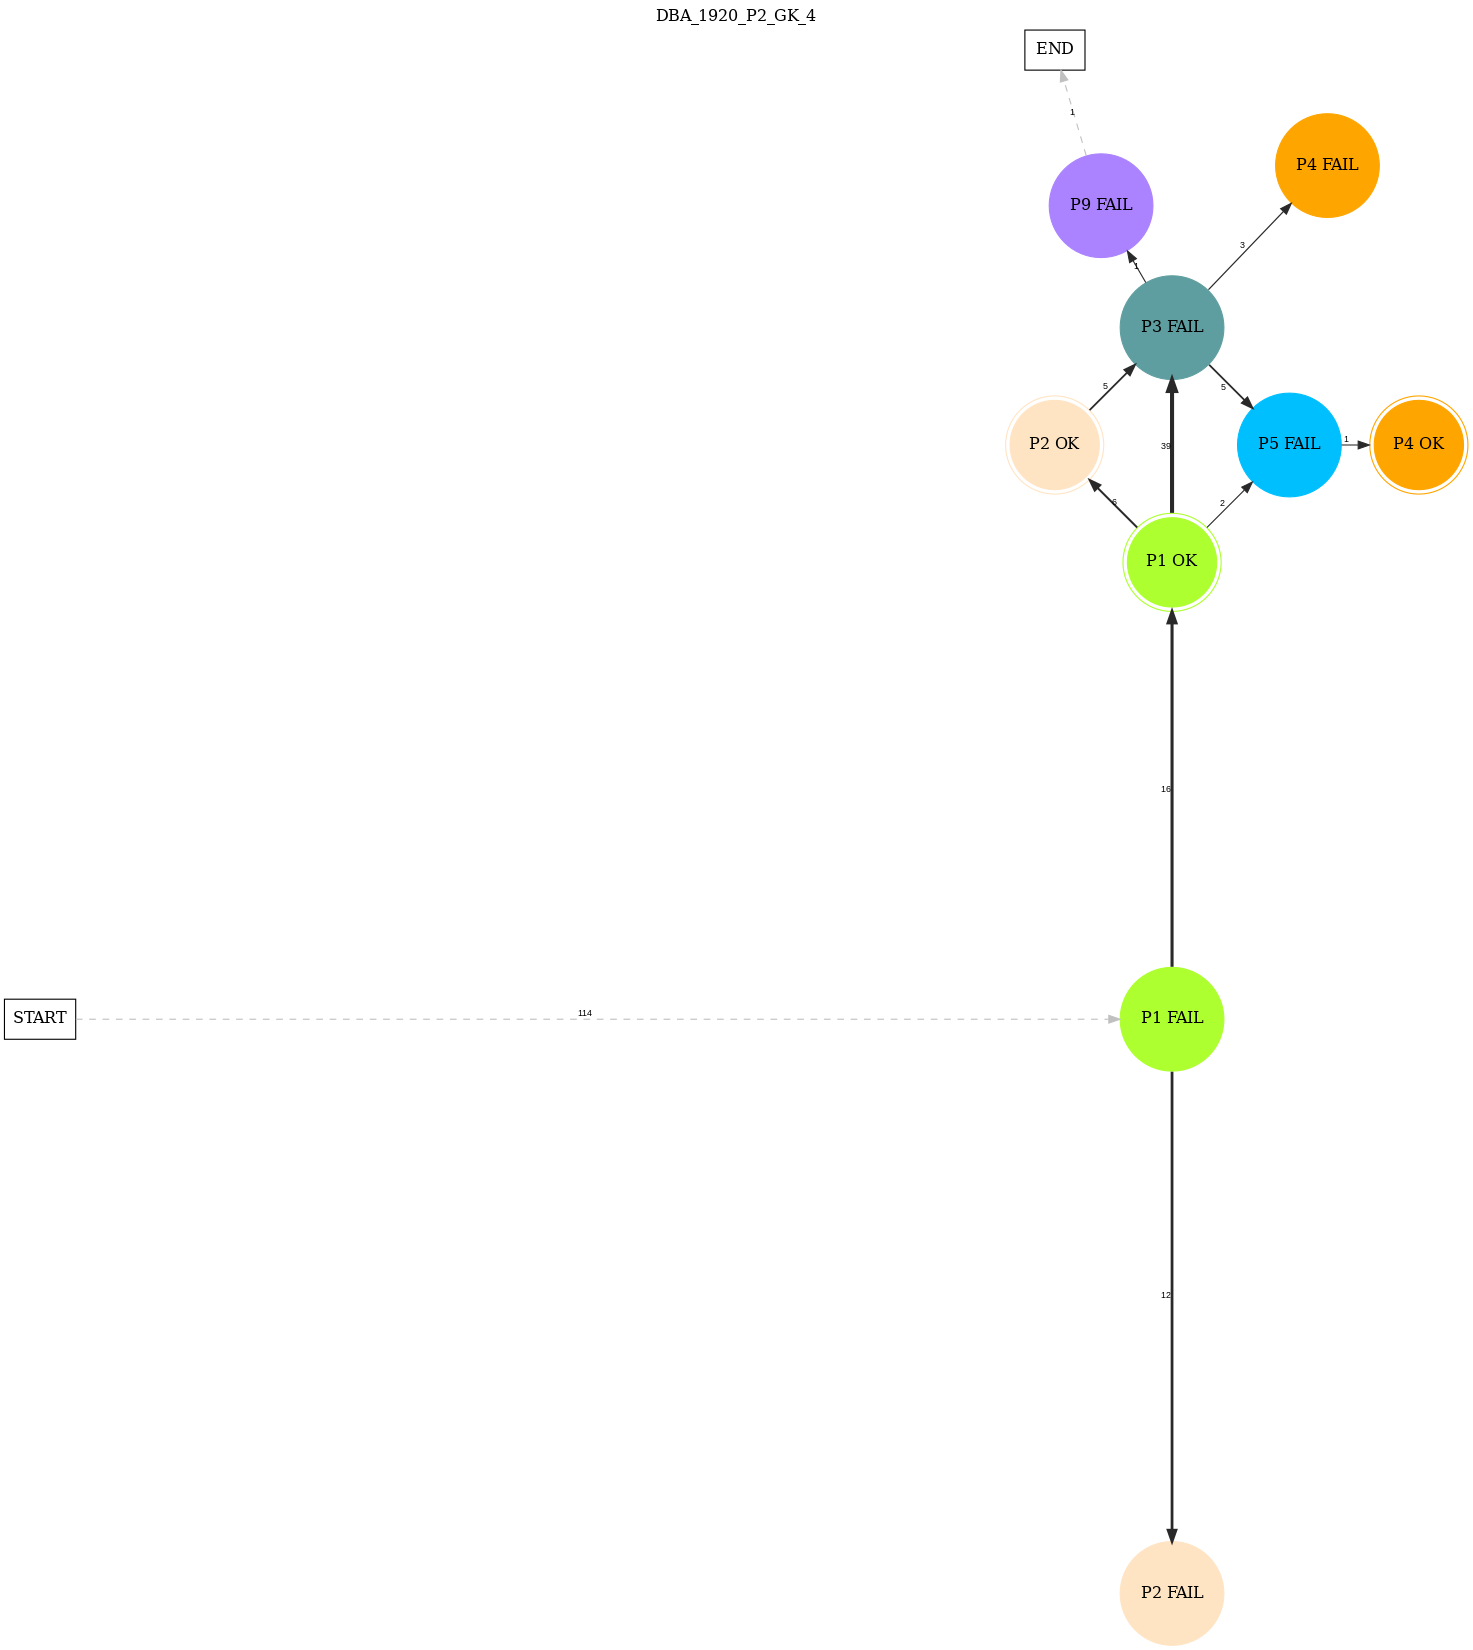 DBA_1920_P2_GK_4
END
1
P4 FAIL
P9 FAIL
3
1
P3 FAIL
5
5
P2 OK
39
P5 FAIL
1
P4 OK
6
2
P1 OK
16
START
114
P1 FAIL
12
P2 FAIL